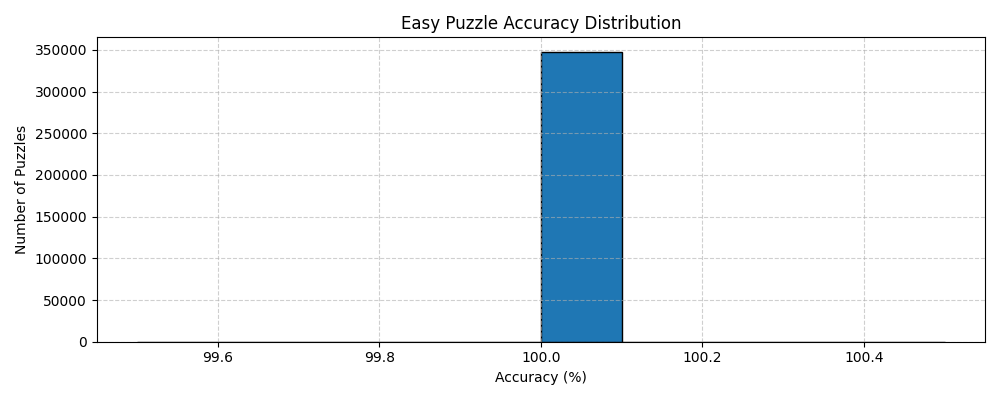 Easy Puzzle Accuracy Distribution
Number of Puzzles
350000
300000
250000
200000
150000
100000
50000
0
99.6 99.8 100.0 100.2 100.4
Accuracy (%)